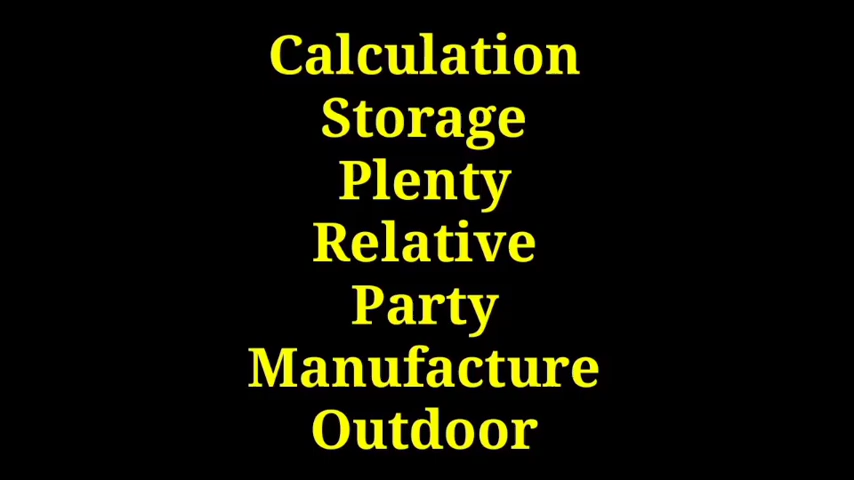 Calculation
Storage
Plenty
Relative
Party
Manufacture
Outdoor